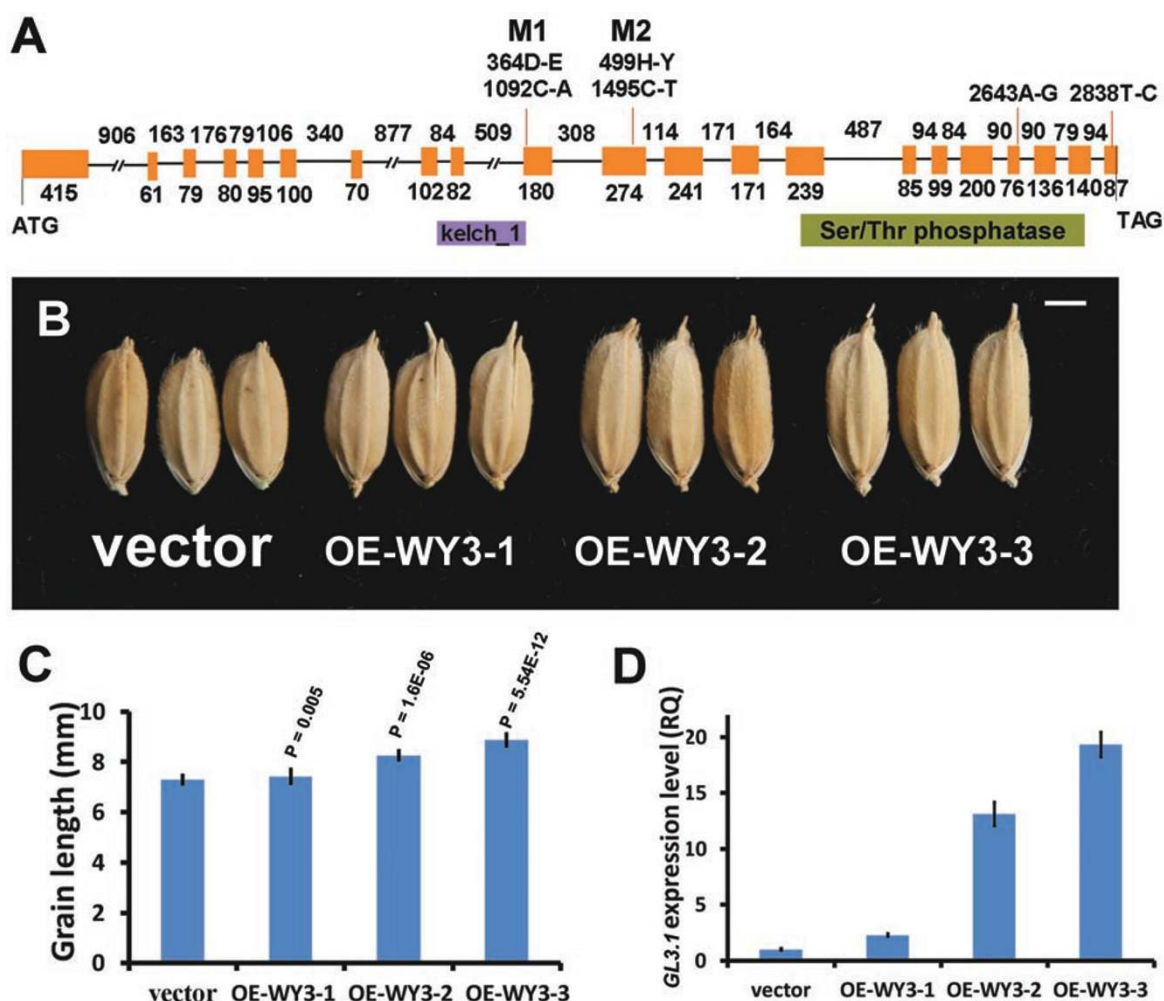 A
M1 M2
364D-E 499H-Y
1092C-A 1495C-T
2643A-G 2838T-C
906 163 176 79 106 340 877 84 509 308 114 171 164 487 94 84 90 90 79 94
415 61 79 80 95 100 70 102 82 180 274 241 171 239 85 99 200 76 136 140 87
ATG TAG
kelch_1 Ser/Thr phosphatase
B
vector OE-WY3-1 OE-WY3-2 OE-WY3-3
C
Grain length (mm)
10
8
6
4
2
0
P = 0.005
P = 1.6E-06
P = 5.54E-12
vector OE-WY3-1 OE-WY3-2 OE-WY3-3
D
GL3.1 expression level (RQ)
20
15
10
5
0
vector OE-WY3-1 OE-WY3-2 OE-WY3-3